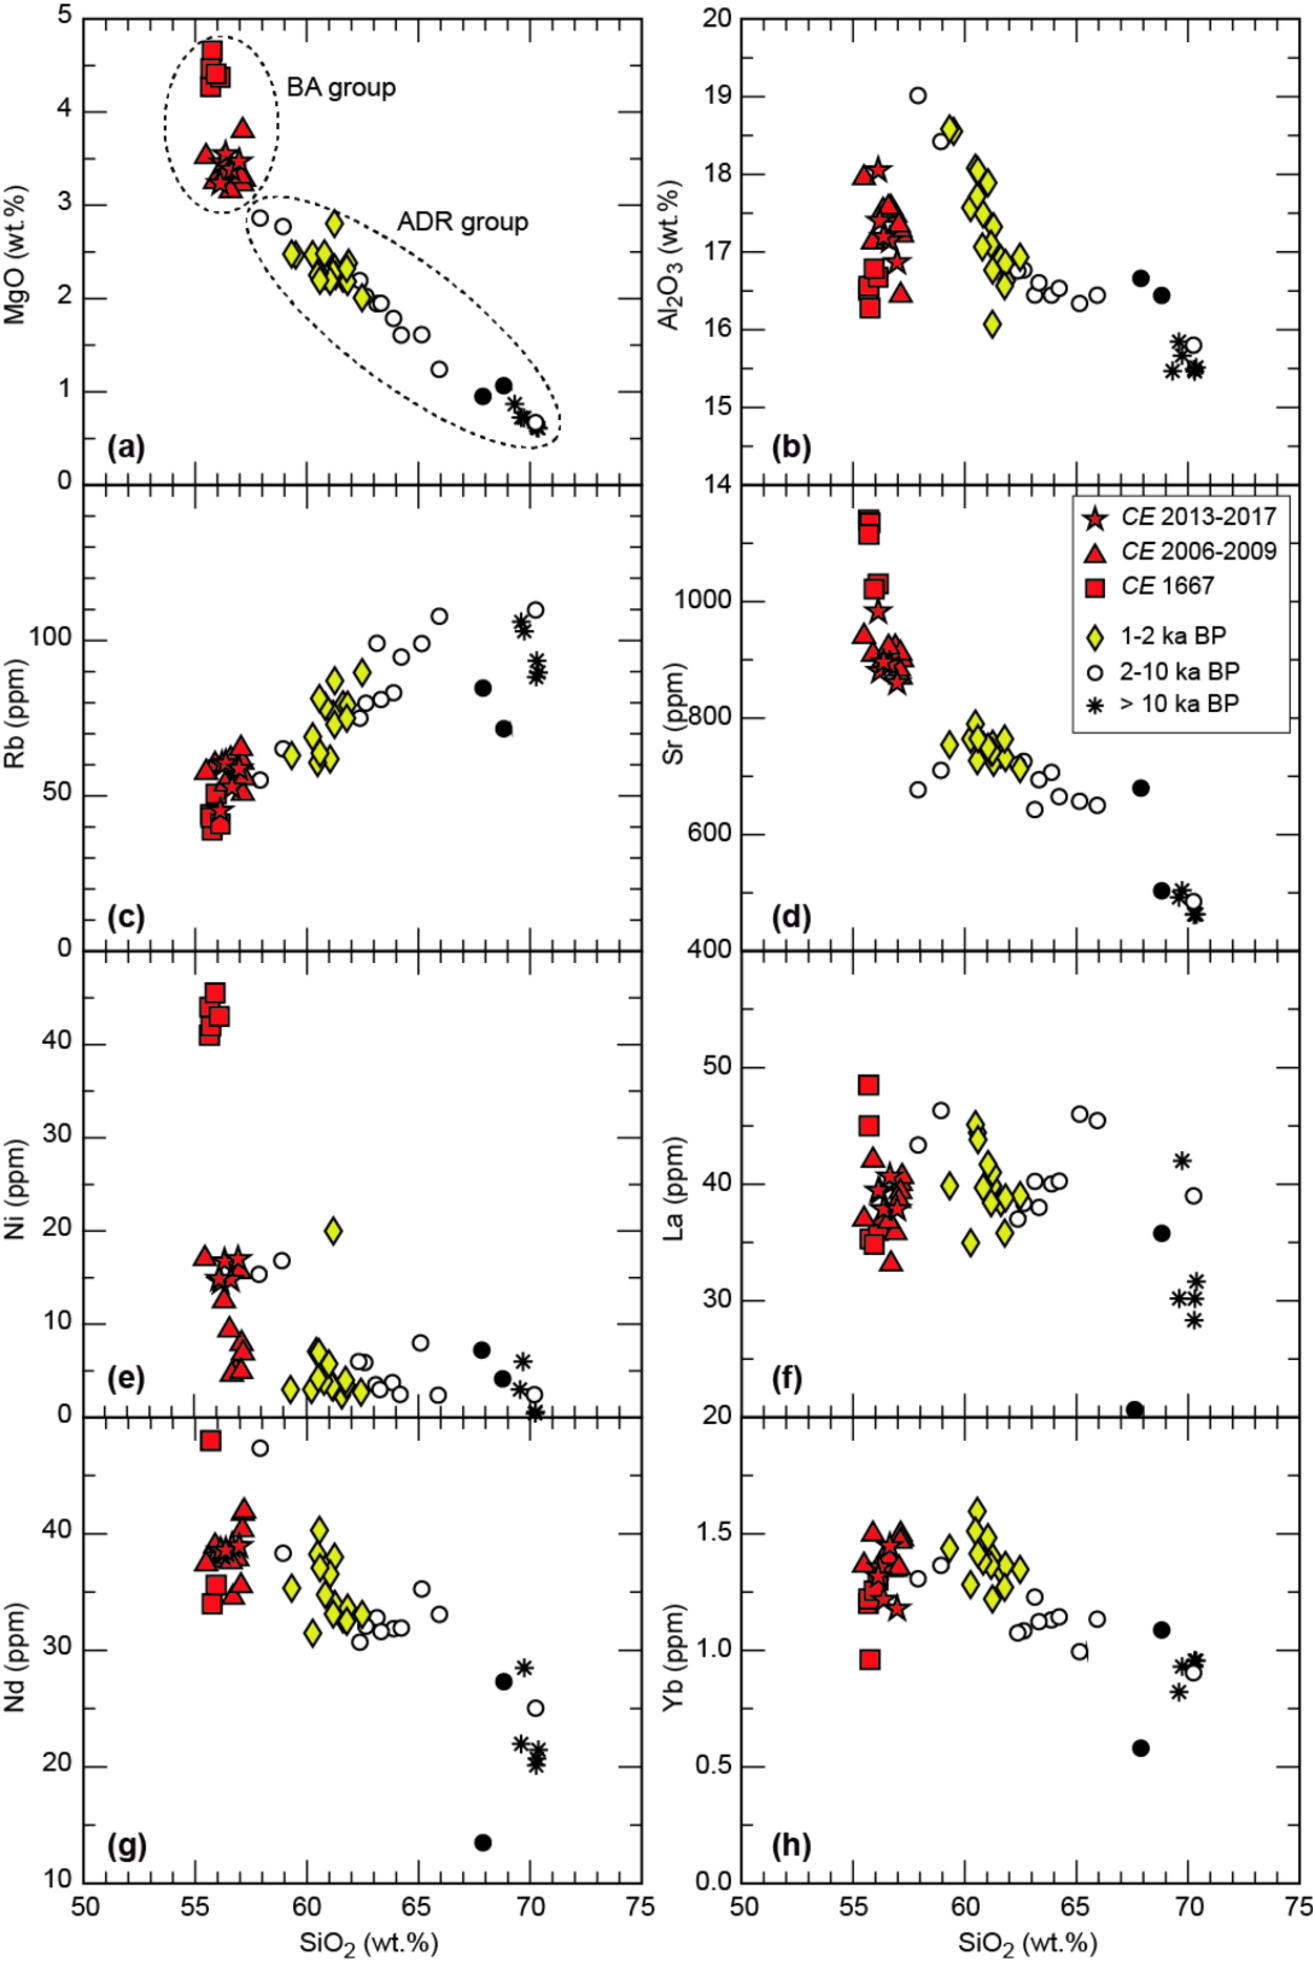 5
4
3
2
1
0
MgO (wt.%)
BA group
ADR group
(a)
20
19
18
17
16
15
14
Al2O3 (wt.%)
(b)
100
50
0
Rb (ppm)
(c)
1000
800
600
400
Sr (ppm)
(d)
CE 2013-2017
CE 2006-2009
CE 1667
1-2 ka BP
2-10 ka BP
> 10 ka BP
40
30
20
10
0
Ni (ppm)
(e)
50
40
30
20
La (ppm)
(f)
40
30
20
10
Nd (ppm)
(g)
50 55 60 65 70
SiO2 (wt.%)
1.5
1.0
0.5
0.0
Yb (ppm)
(h)
50 55 60 65 70 75
SiO2 (wt.%)